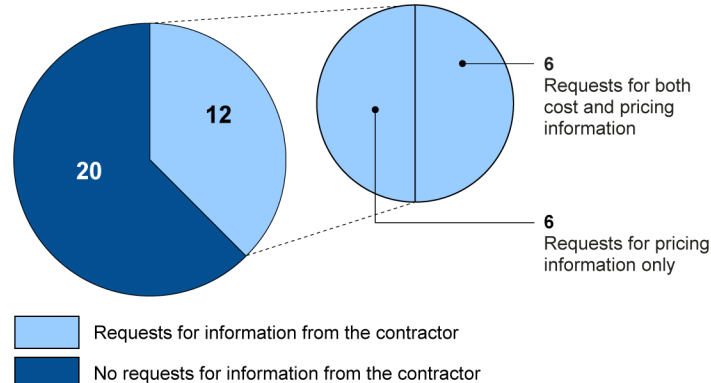 12
20
6
Requests for both
cost and pricing
information
6
Requests for pricing
information only
Requests for information from the contractor
No requests for information from the contractor